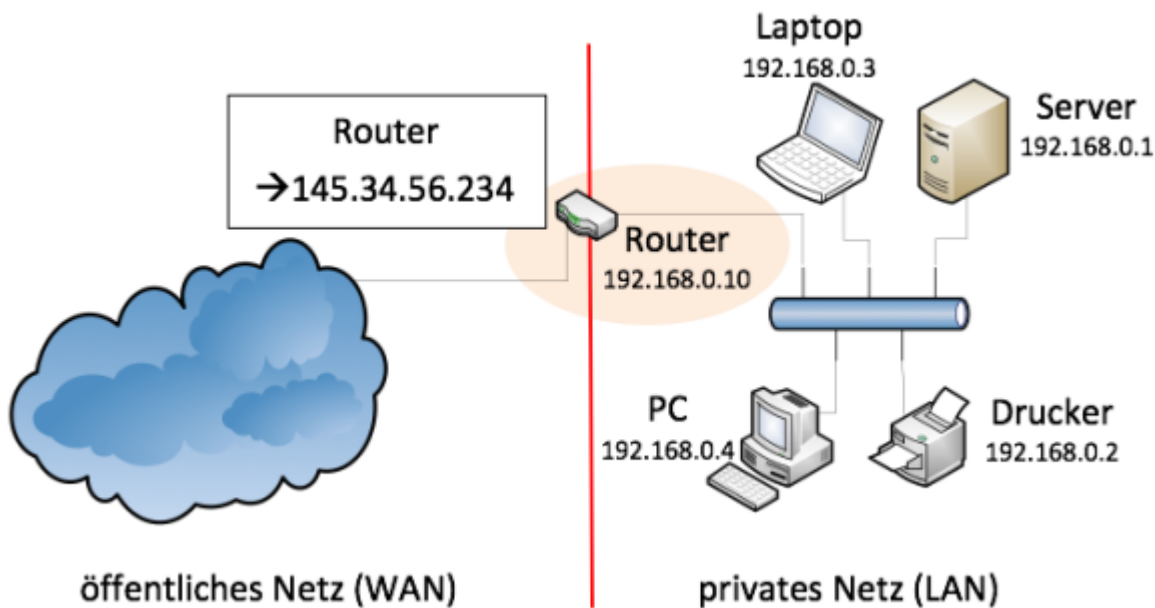 Laptop
192.168.0.3
Server
192.168.0.1
Router
→145.34.56.234
Router
192.168.0.10
PC
192.168.0.4
Drucker
192.168.0.2
öffentliches Netz (WAN)
privates Netz (LAN)